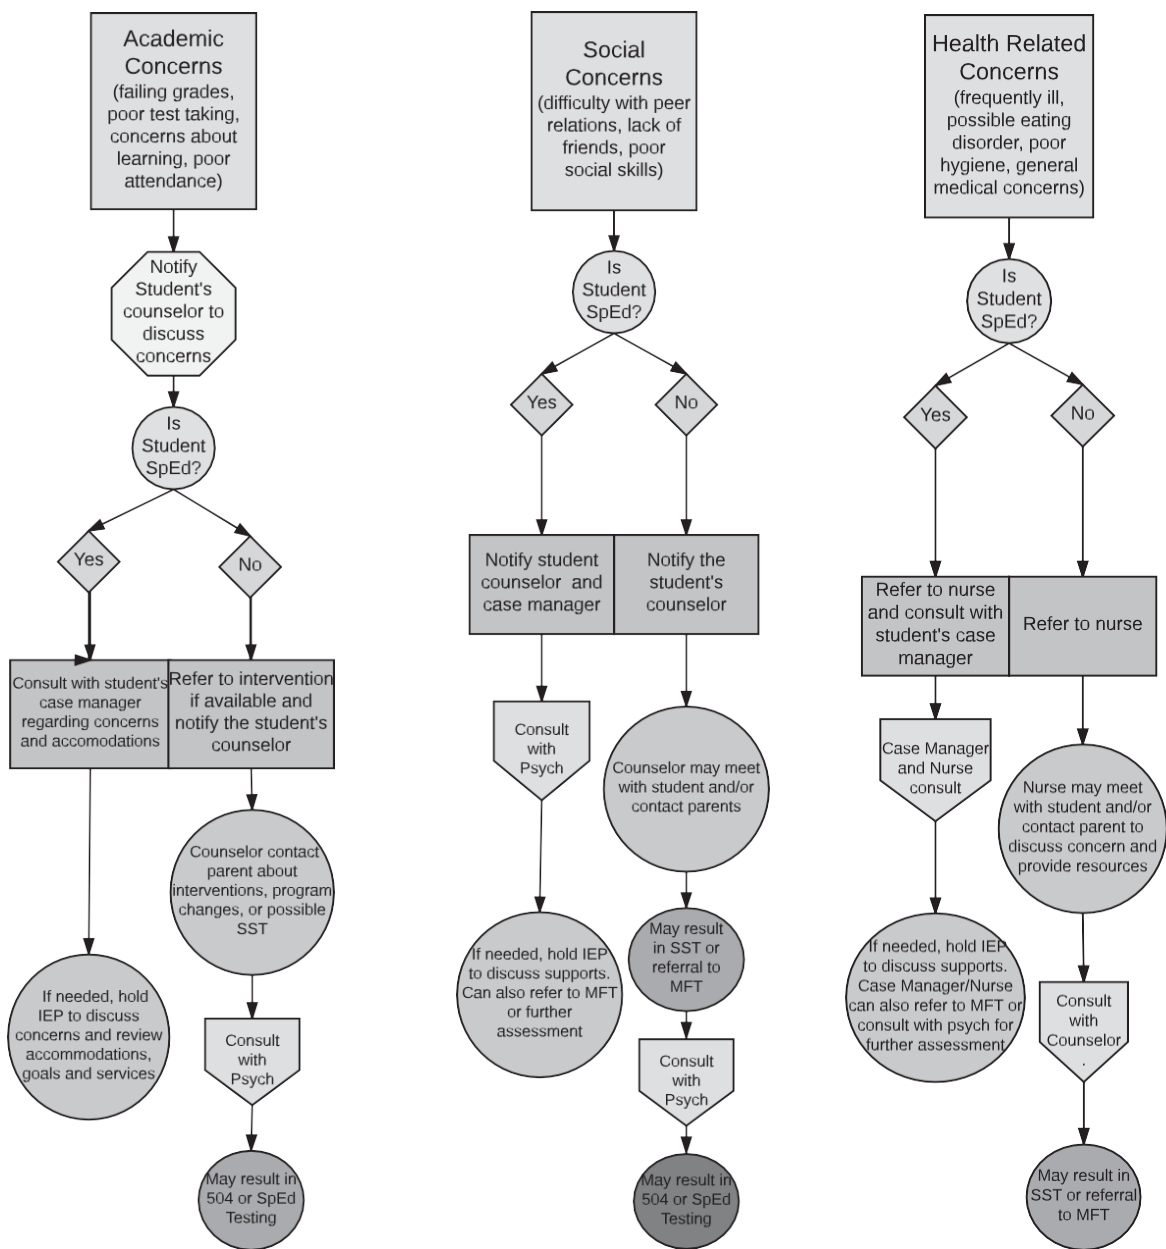 Academic
Concerns
(failing grades,
poor test taking,
concerns about
learning, poor
attendance)
Notify
Student's
counselor to
discuss
concerns
Is
Student
SpEd?
Yes
No
Consult with student's
case manager
regarding concerns
and accomodations
Refer to intervention
if available and
notify the student's
counselor
Counselor contact
parent about
interventions, program
changes, or possible
SST
If needed, hold
IEP to discuss
concerns and review
accommodations,
goals and services
Consult
with
Psych
May result in
504 or SpEd
Testing
Social
Concerns
(difficulty with peer
relations, lack of
friends, poor
social skills)
Is
Student
SpEd?
Yes
No
Notify student
counselor and
case manager
Notify the
student's
counselor
Consult
with
Psych
Counselor may meet
with student and/or
contact parents
If needed, hold IEP
to discuss supports.
Can also refer to MFT
or further
assessment
May result
in SST or
referral to
MFT
Consult
with
Psych
May result in
504 or SpEd
Testing
Health Related
Concerns
(frequently ill,
possible eating
disorder, poor
hygiene, general
medical concerns)
Is
Student
SpEd?
Yes
No
Refer to nurse
and consult with
student's case
manager
Refer to nurse
Case Manager
and Nurse
consult
Nurse may meet
with student and/or
contact parent to
discuss concern and
provide resources
If needed, hold IEP
to discuss supports.
Case Manager/Nurse
can also refer to MFT or
consult with psych for
further assessment
Consult
with
Counselor
.
May result in
SST or referral
to MFT